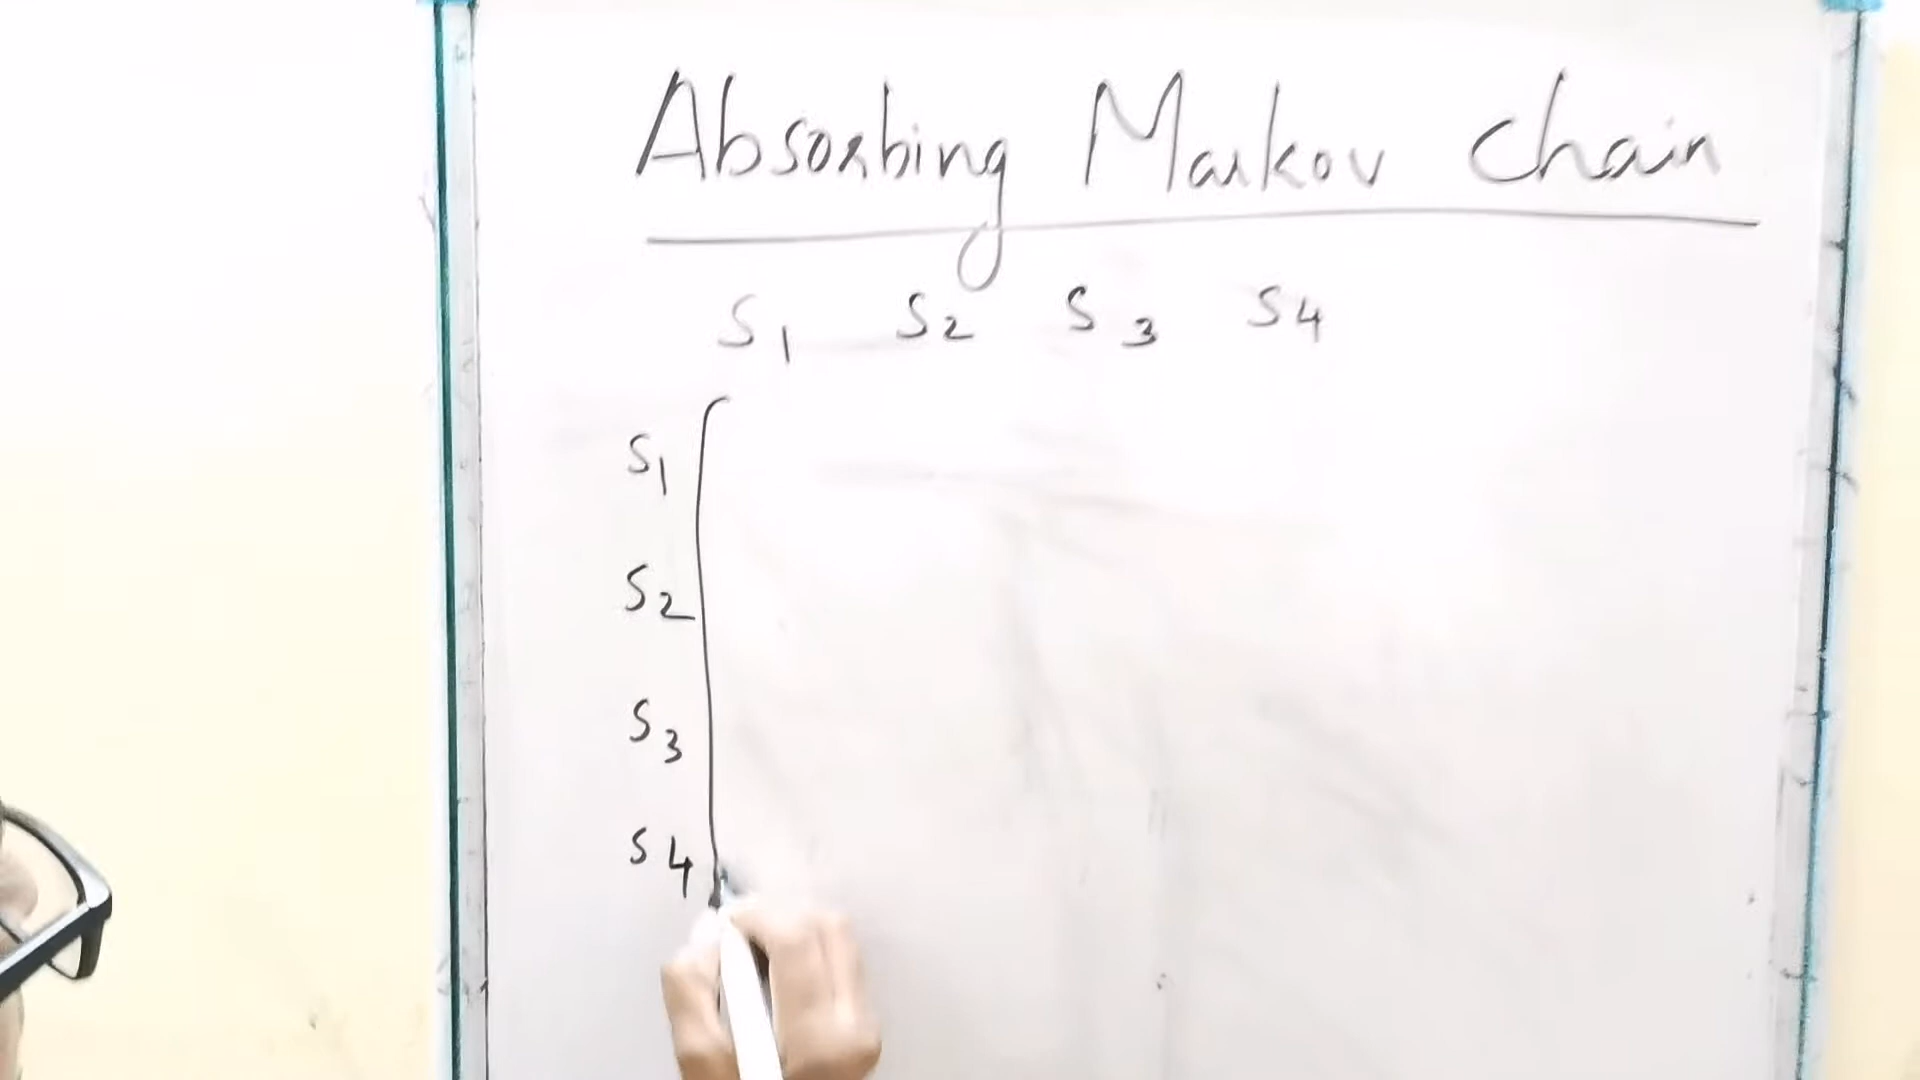 Absorbing Markov Chain
S1 S2 S3 S4
S1
S2
S3
S4